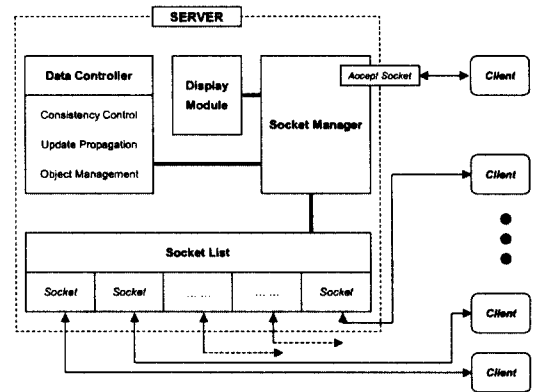 SERVER
Data Controller
Consistency Control
Update Propagation
Object Management
Display
Module
Socket Manager
Accept Socket
Client
Client
Socket List
Socket
Socket
... ...
... ...
Socket
Client
Client